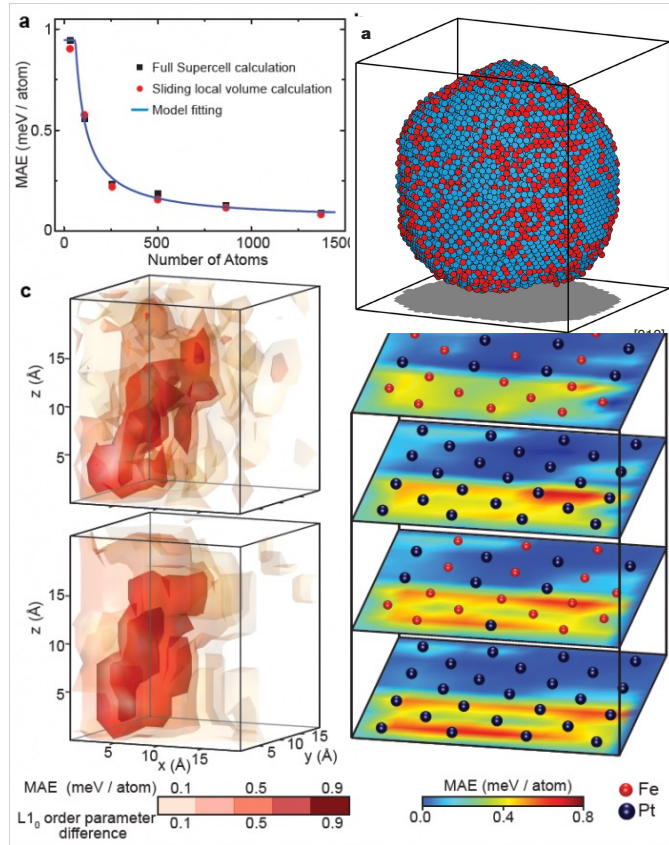 a
1
0.5
0
MAE (meV / atom)
Full Supercell calculation
Sliding local volume calculation
Model fitting
0
500
1000
1500
Number of Atoms
a
c
z (Å)
15
10
5
z (Å)
15
10
5
5
10
15
x (Å)
y (Å)
5
10
15
MAE (meV / atom)
0.1
0.5
0.9
L1₀ order parameter
difference
0.1
0.5
0.9
MAE (meV / atom)
0.0
0.4
0.8
Fe
Pt